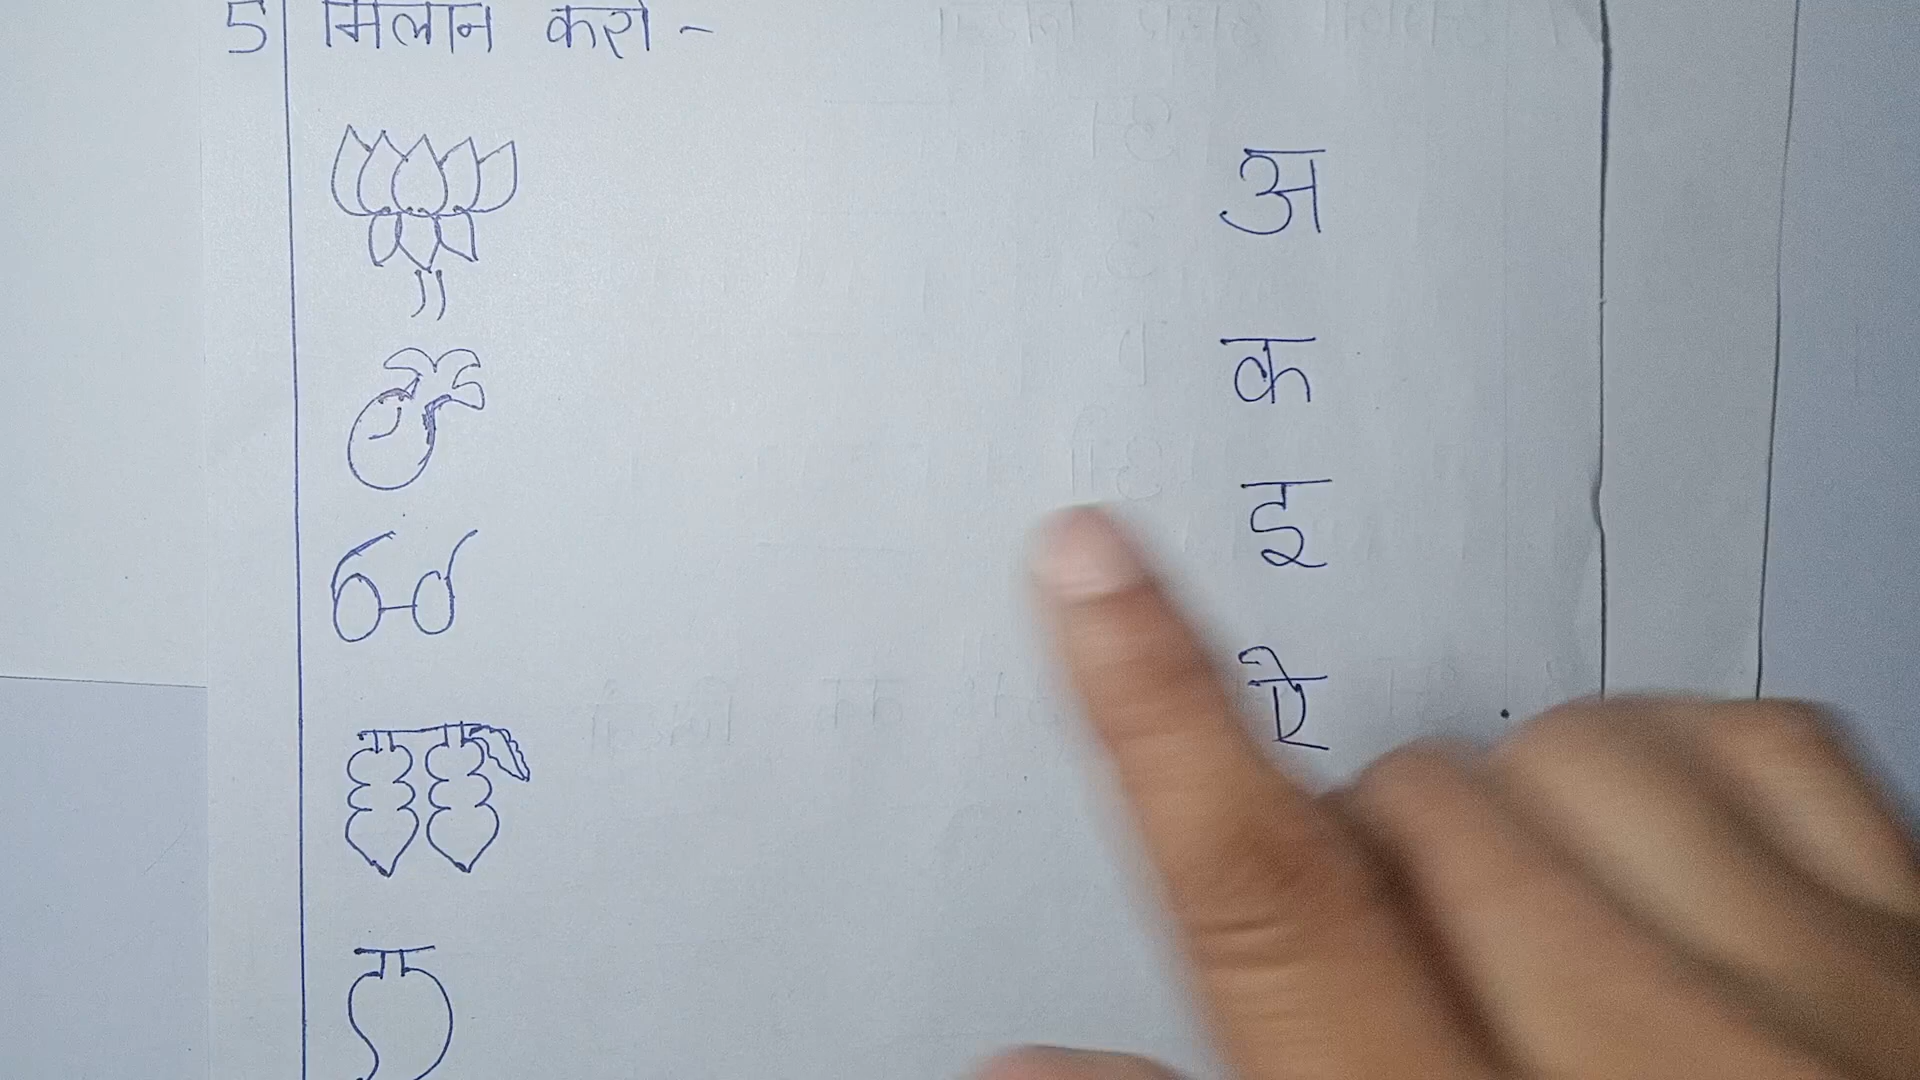 5 मिलान करो -
अ
क
इ
ऐ